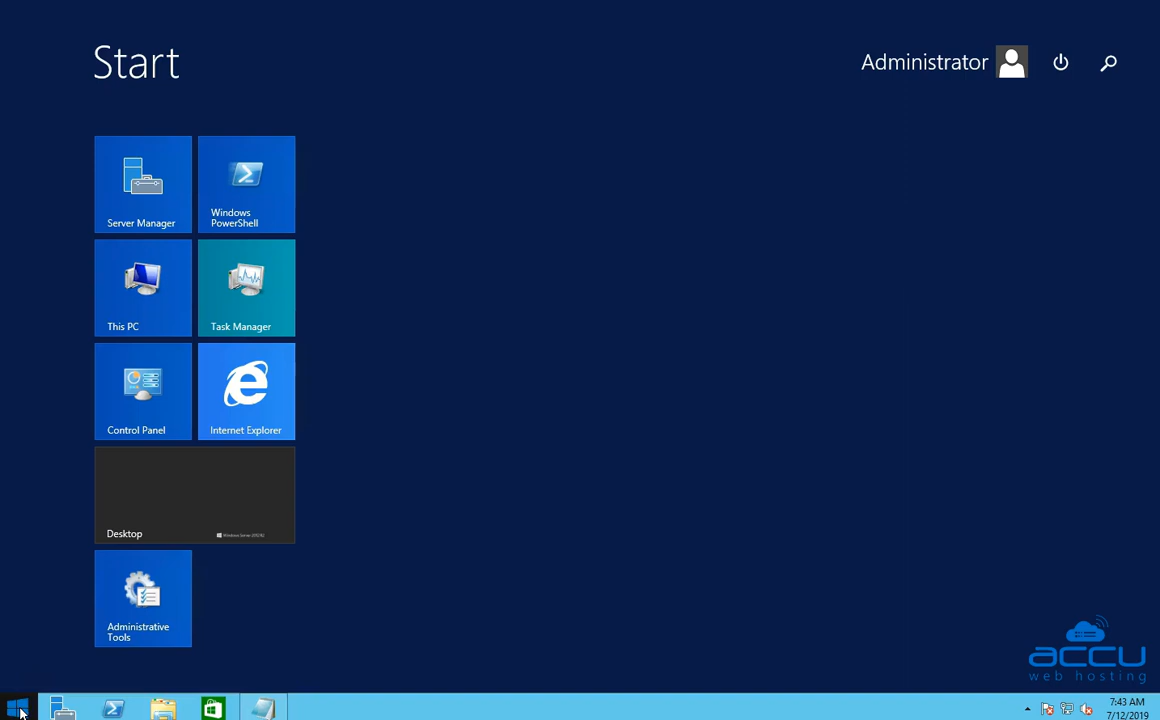 Start
Administrator
Server Manager
Windows
PowerShell
This PC
Task Manager
Control Panel
Internet Explorer
Desktop
Administrative
Tools
accu
web hosting
7:43 AM
7/12/2019